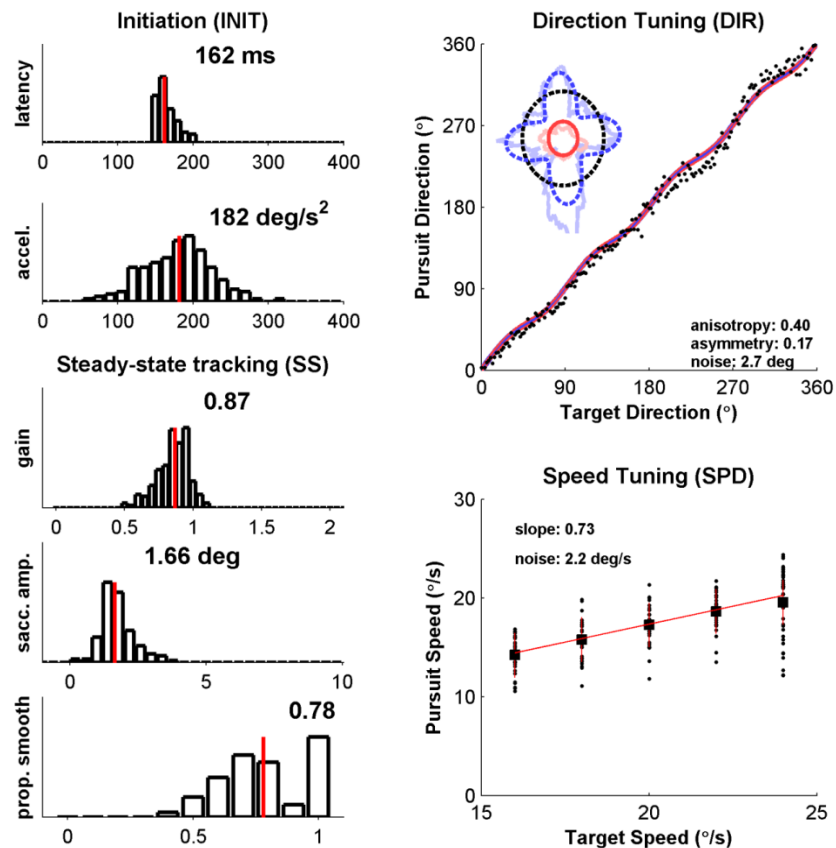 Initiation (INIT)
162 ms
latency
0 100 200 300 400
182 deg/s²
accel.
0 100 200 300 400
Steady-state tracking (SS)
0.87
gain
0 0.5 1 1.5 2
1.66 deg
sacc. amp.
0 5 10
0.78
prop. smooth
0 0.5 1
Direction Tuning (DIR)
360
270
180
90
0
Pursuit Direction (°)
anisotropy: 0.40
asymmetry: 0.17
noise: 2.7 deg
0 90 180 270 360
Target Direction (°)
Speed Tuning (SPD)
30
20
10
0
Pursuit Speed (°/s)
slope: 0.73
noise: 2.2 deg/s
15 20 25
Target Speed (°/s)